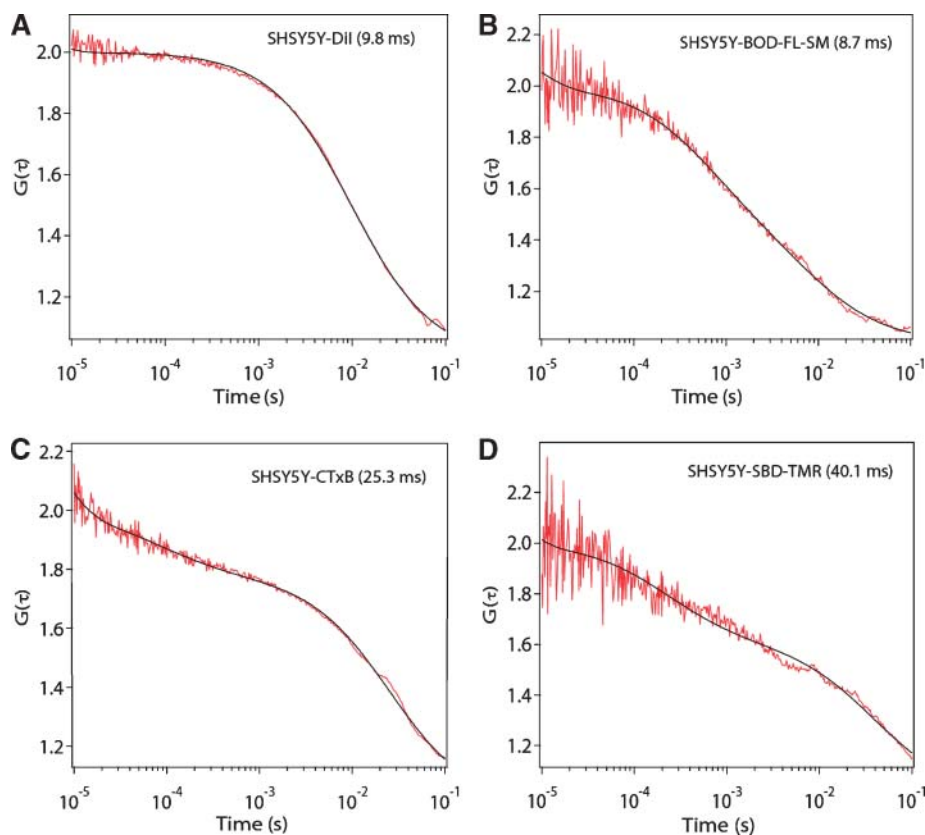 A
SHSY5Y-DiI (9.8 ms)
2.0
1.8
1.6
1.4
1.2
G(τ)
10⁻⁵ 10⁻⁴ 10⁻³ 10⁻² 10⁻¹
Time (s)
B
SHSY5Y-BOD-FL-SM (8.7 ms)
2.2
2.0
1.8
1.6
1.4
1.2
G(τ)
10⁻⁵ 10⁻⁴ 10⁻³ 10⁻² 10⁻¹
Time (s)
C
SHSY5Y-CTxB (25.3 ms)
2.2
2.0
1.8
1.6
1.4
1.2
G(τ)
10⁻⁵ 10⁻⁴ 10⁻³ 10⁻² 10⁻¹
Time (s)
D
SHSY5Y-SBD-TMR (40.1 ms)
2.2
2.0
1.8
1.6
1.4
1.2
G(τ)
10⁻⁵ 10⁻⁴ 10⁻³ 10⁻² 10⁻¹
Time (s)